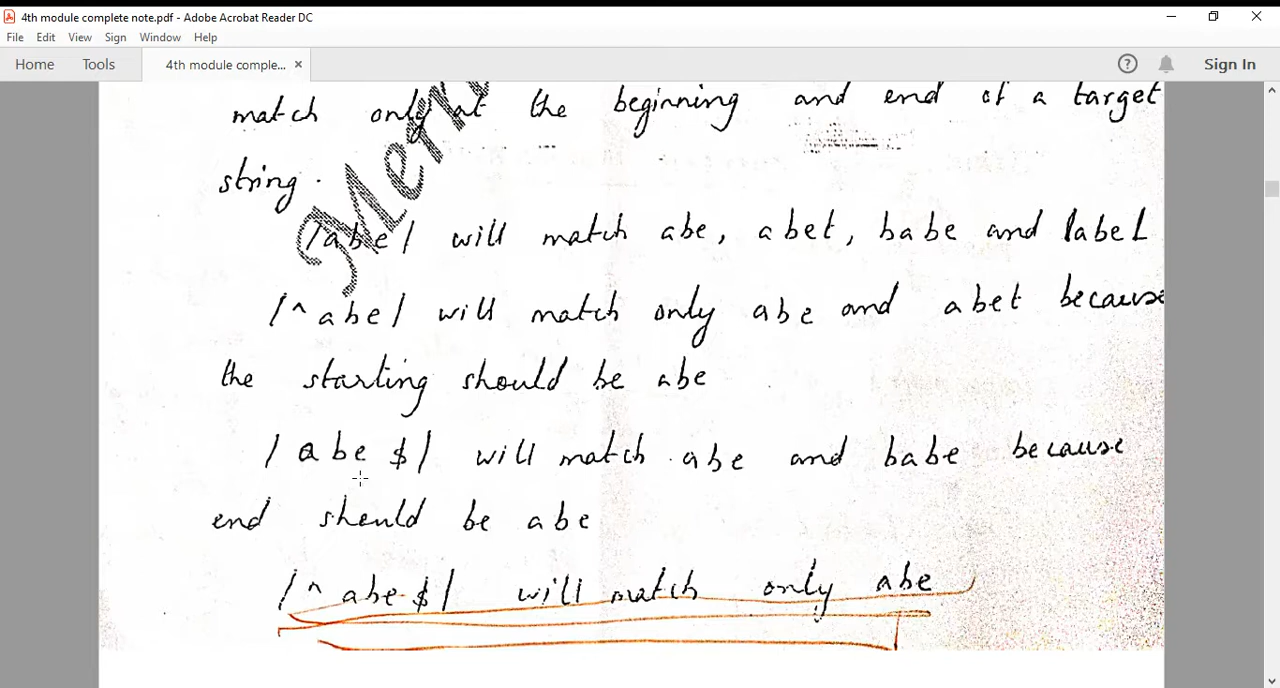 4th module complete note.pdf - Adobe Acrobat Reader DC
File Edit View Sign Window Help
Home Tools 4th module comple... × Sign In
match only at the beginning and end of a target
string.
/abe/ will match abe, abet, babe and label
/^abe/ will match only abe and abet because
the starting should be abe
/abe$/ will match abe and babe because
end should be abe
/^abe$/ will match only abe